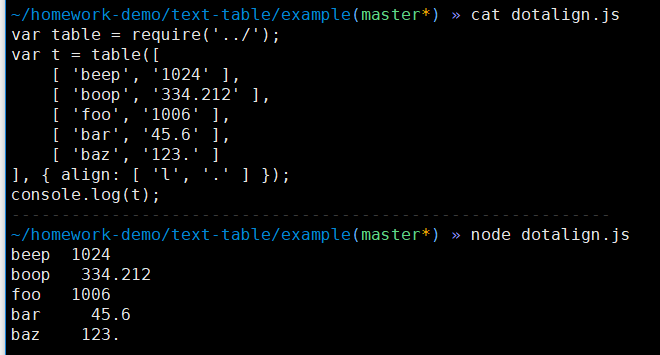 ~/homework-demo/text-table/example(master*) » cat dotalign.js
var table = require('../');
var t = table([
    [ 'beep', '1024' ],
    [ 'boop', '334.212' ],
    [ 'foo', '1006' ],
    [ 'bar', '45.6' ],
    [ 'baz', '123.' ]
], { align: [ 'l', '.' ] });
console.log(t);
------------------------------------------------------------
~/homework-demo/text-table/example(master*) » node dotalign.js
beep  1024
boop   334.212
foo   1006
bar     45.6
baz    123.